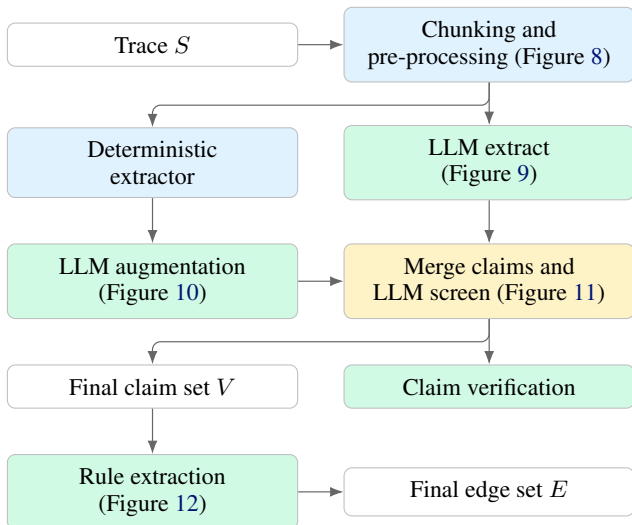 Trace S
Chunking and
pre-processing (Figure 8)
Deterministic
extractor
LLM extract
(Figure 9)
LLM augmentation
(Figure 10)
Merge claims and
LLM screen (Figure 11)
Final claim set V
Claim verification
Rule extraction
(Figure 12)
Final edge set E